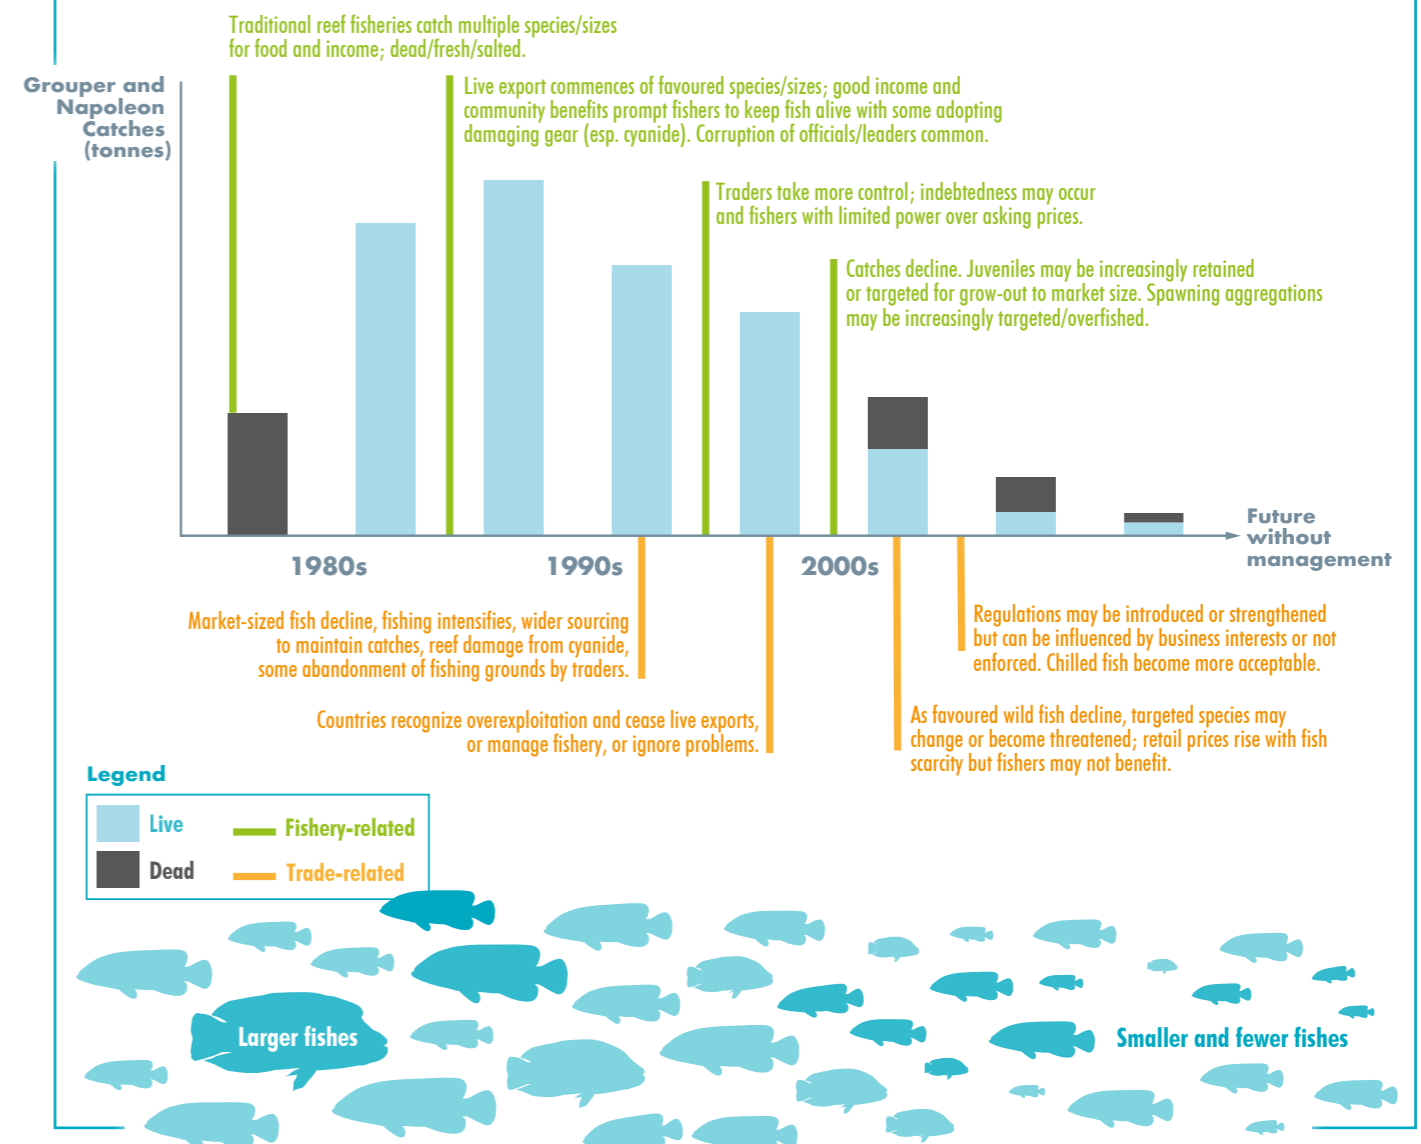 Traditional reef fisheries catch multiple species/sizes
for food and income; dead/fresh/salted.
Grouper and
Napoleon
Catches
(tonnes)
Live export commences of favoured species/sizes; good income and
community benefits prompt fishers to keep fish alive with some adopting
damaging gear (esp. cyanide). Corruption of officials/leaders common.
Traders take more control; indebtedness may occur
and fishers with limited power over asking prices.
Catches decline. Juveniles may be increasingly retained
or targeted for grow-out to market size. Spawning aggregations
may be increasingly targeted/overfished.
Future
without
management
1980s
1990s
2000s
Market-sized fish decline, fishing intensifies, wider sourcing
to maintain catches, reef damage from cyanide,
some abandonment of fishing grounds by traders.
Regulations may be introduced or strengthened
but can be influenced by business interests or not
enforced. Chilled fish become more acceptable.
Countries recognize overexploitation and cease live exports,
or manage fishery, or ignore problems.
As favoured wild fish decline, targeted species may
change or become threatened; retail prices rise with fish
scarcity but fishers may not benefit.
Legend
Live
Fishery-related
Dead
Trade-related
Larger fishes
Smaller and fewer fishes